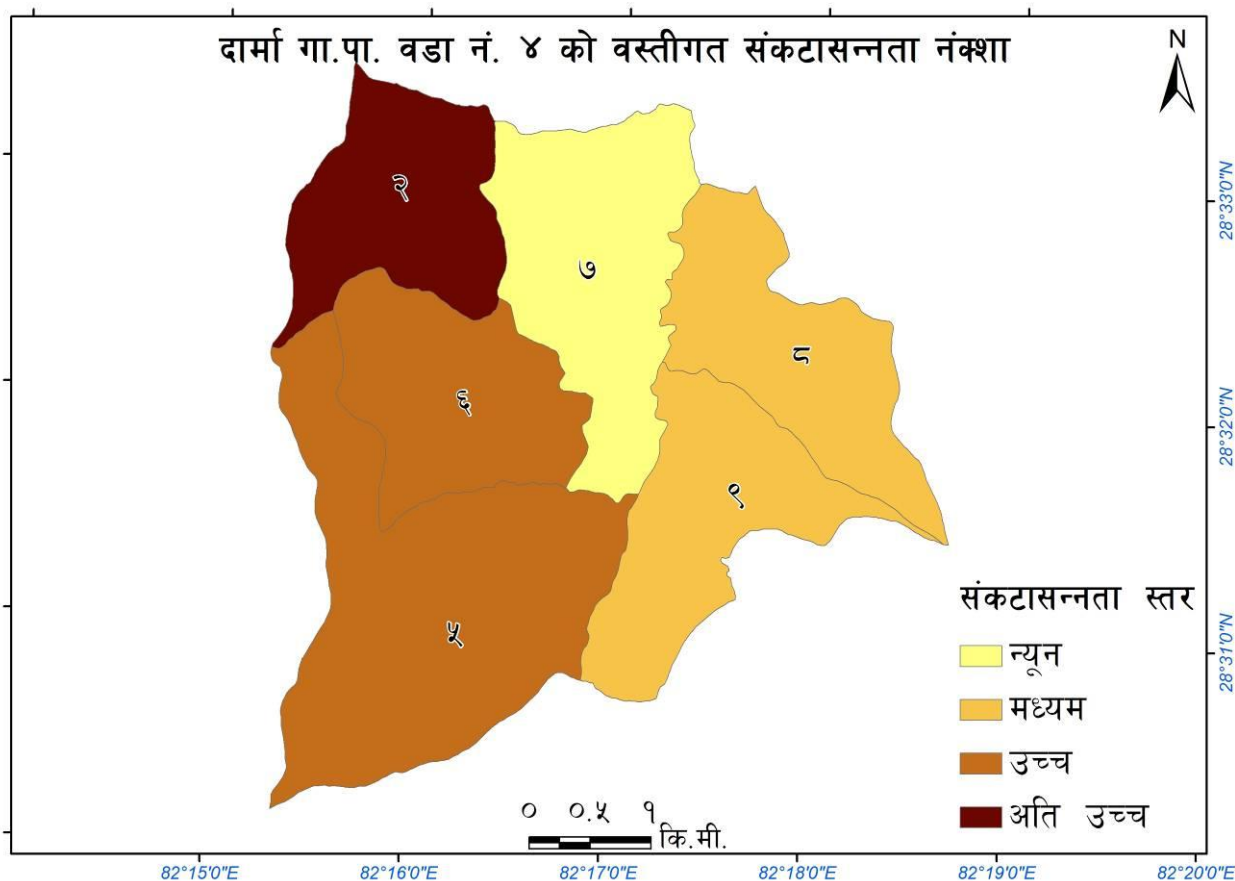 दार्मा गा.पा. वडा नं. ४ को वस्तीगत संकटासन्नता नंक्शा
N
२
७
८
६
९
५
28°33'0"N
28°32'0"N
28°31'0"N
संकटासन्नता स्तर
न्यून
मध्यम
उच्च
अति उच्च
० ०.५ १
कि.मी.
82°15'0"E 82°16'0"E 82°17'0"E 82°18'0"E 82°19'0"E 82°20'0"E